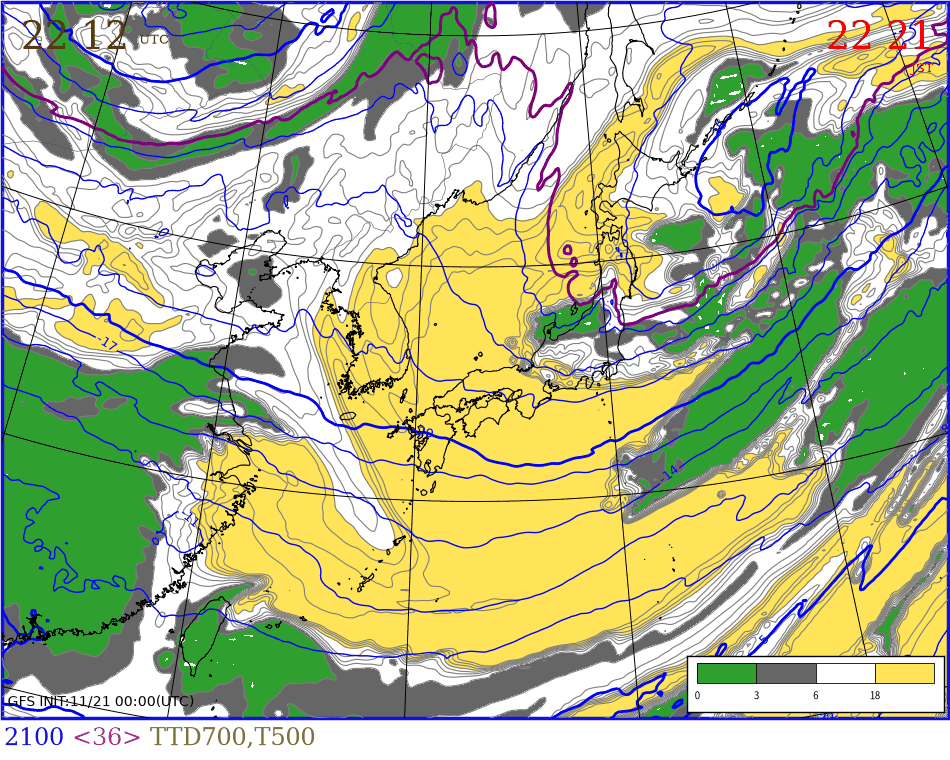 22 12 UTC
22 21
JST
-17
-14
GFS INIT:11/21 00:00(UTC)
0 3 6 18
2100 <36> TTD700,T500